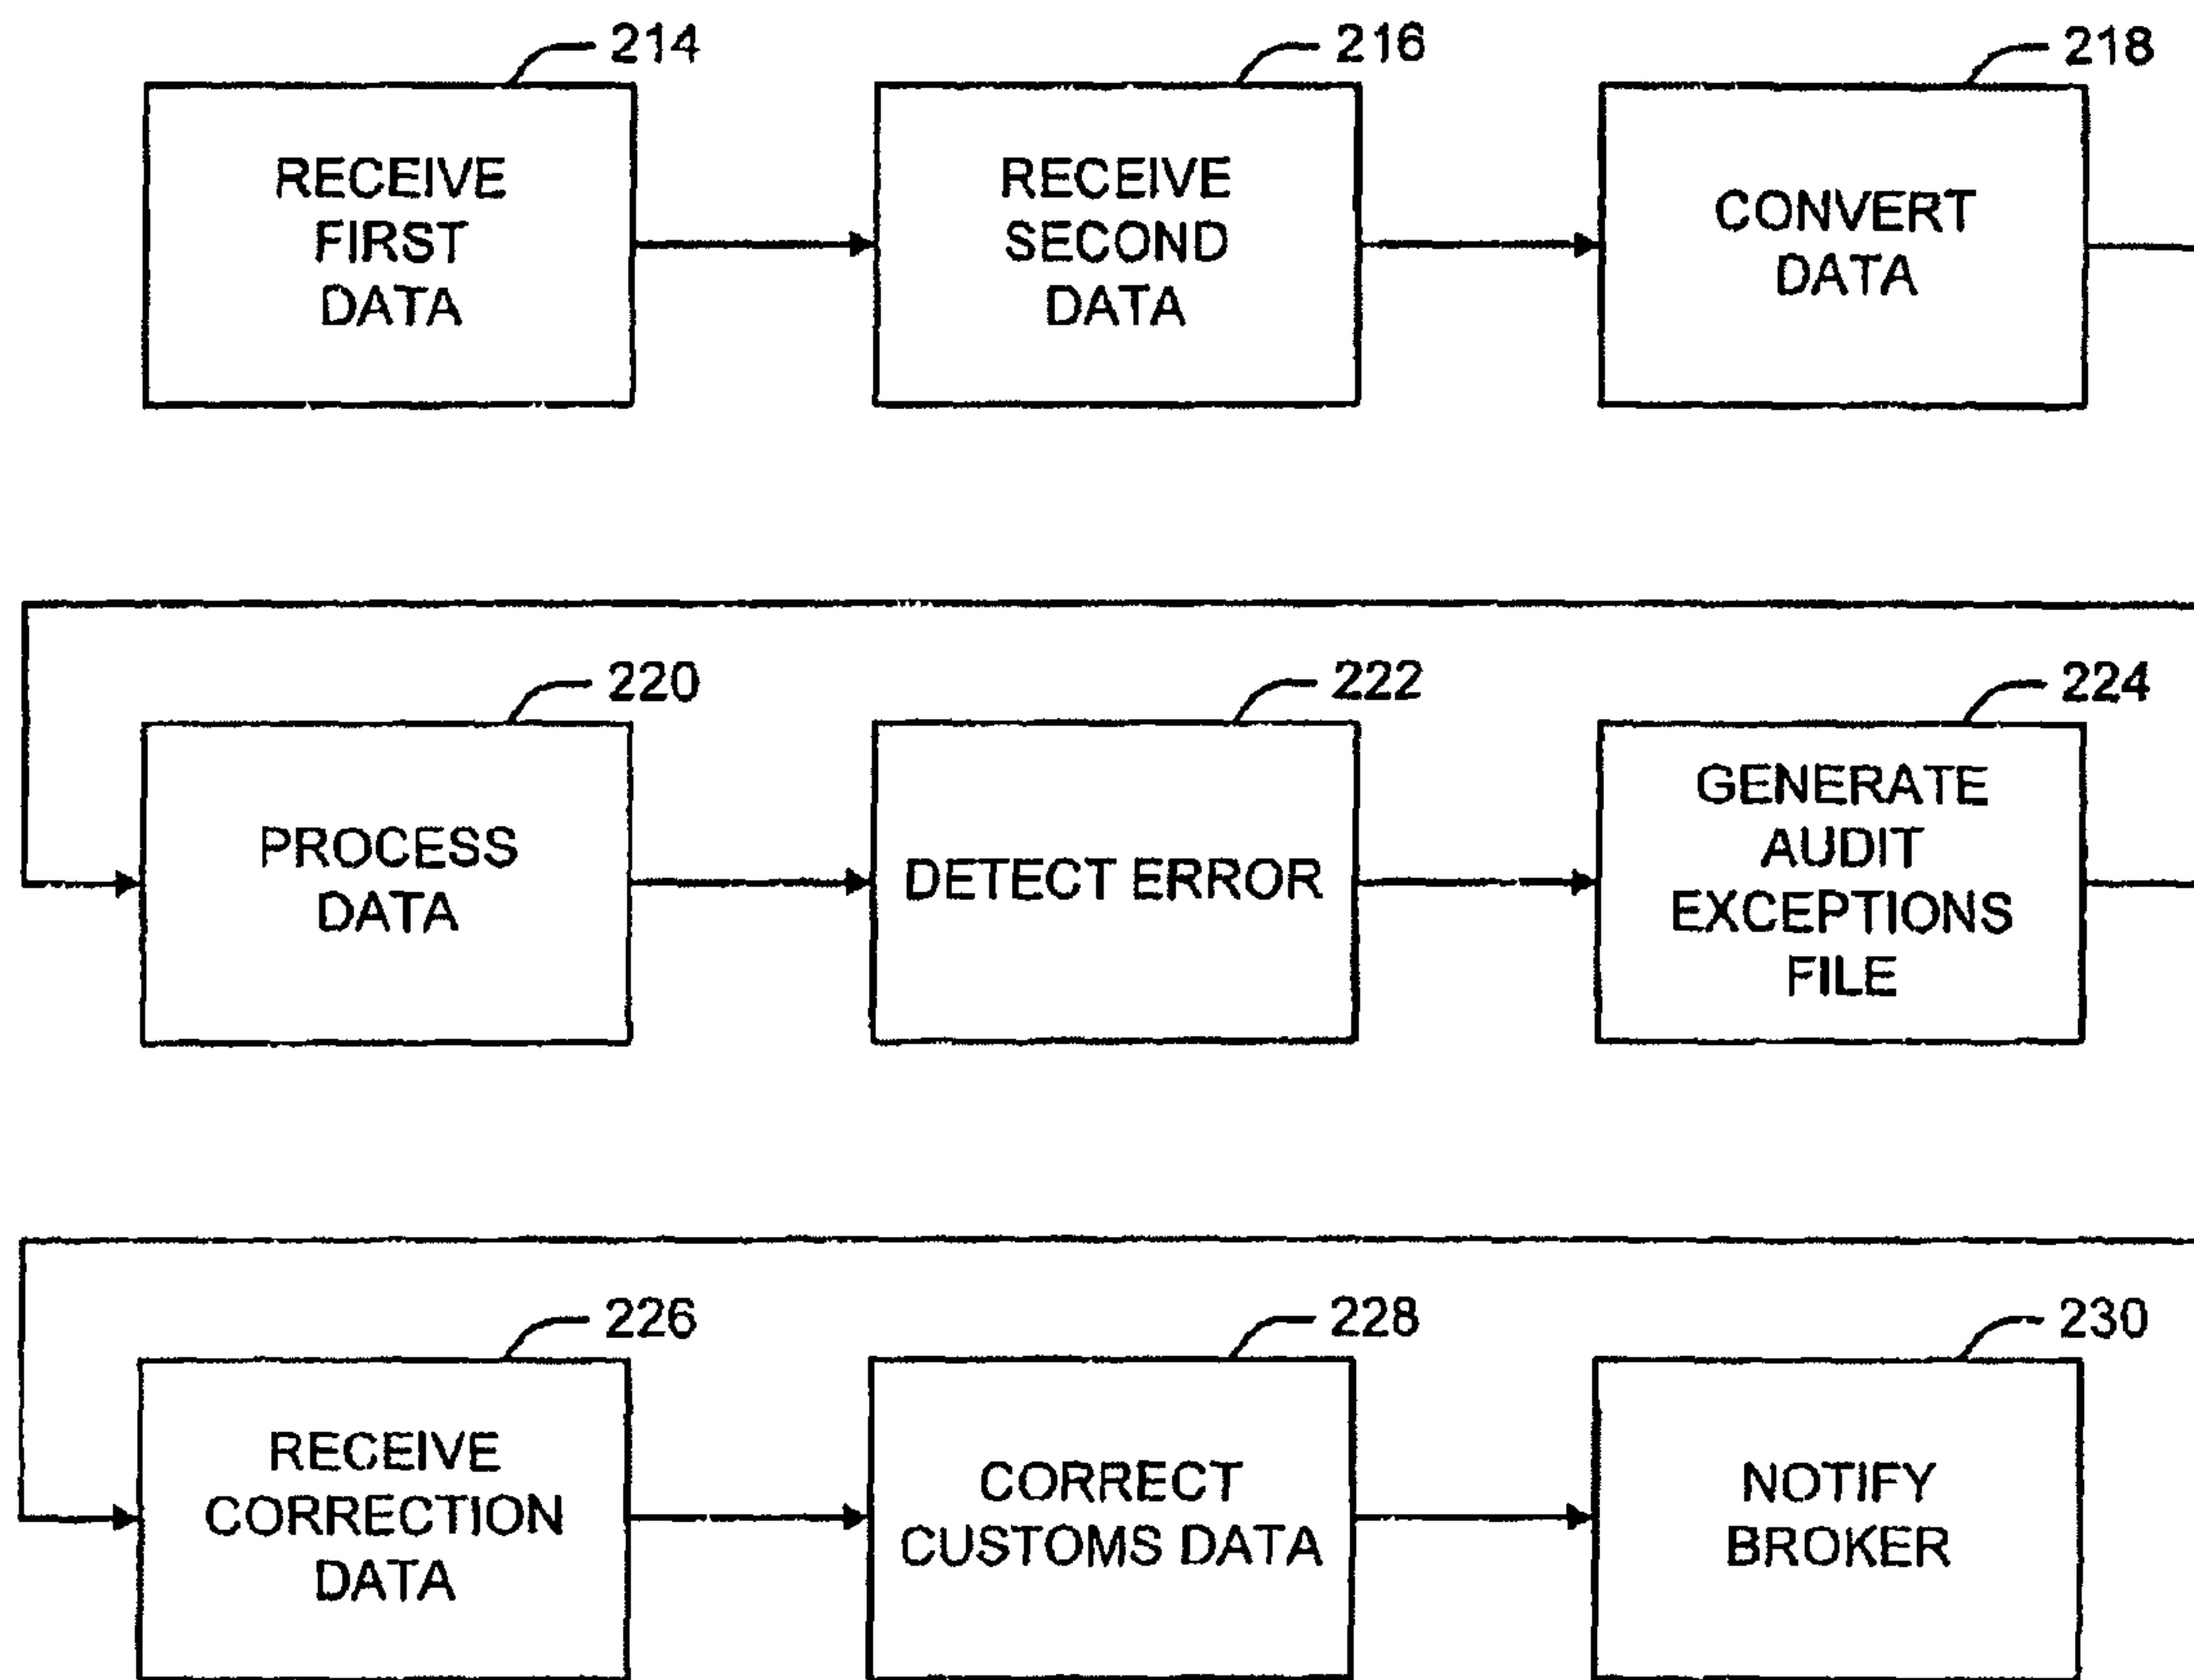 214
216
218
RECEIVE
FIRST
DATA
RECEIVE
SECOND
DATA
CONVERT
DATA
220
222
224
PROCESS
DATA
DETECT ERROR
GENERATE
AUDIT
EXCEPTIONS
FILE
226
228
230
RECEIVE
CORRECTION
DATA
CORRECT
CUSTOMS DATA
NOTIFY
BROKER